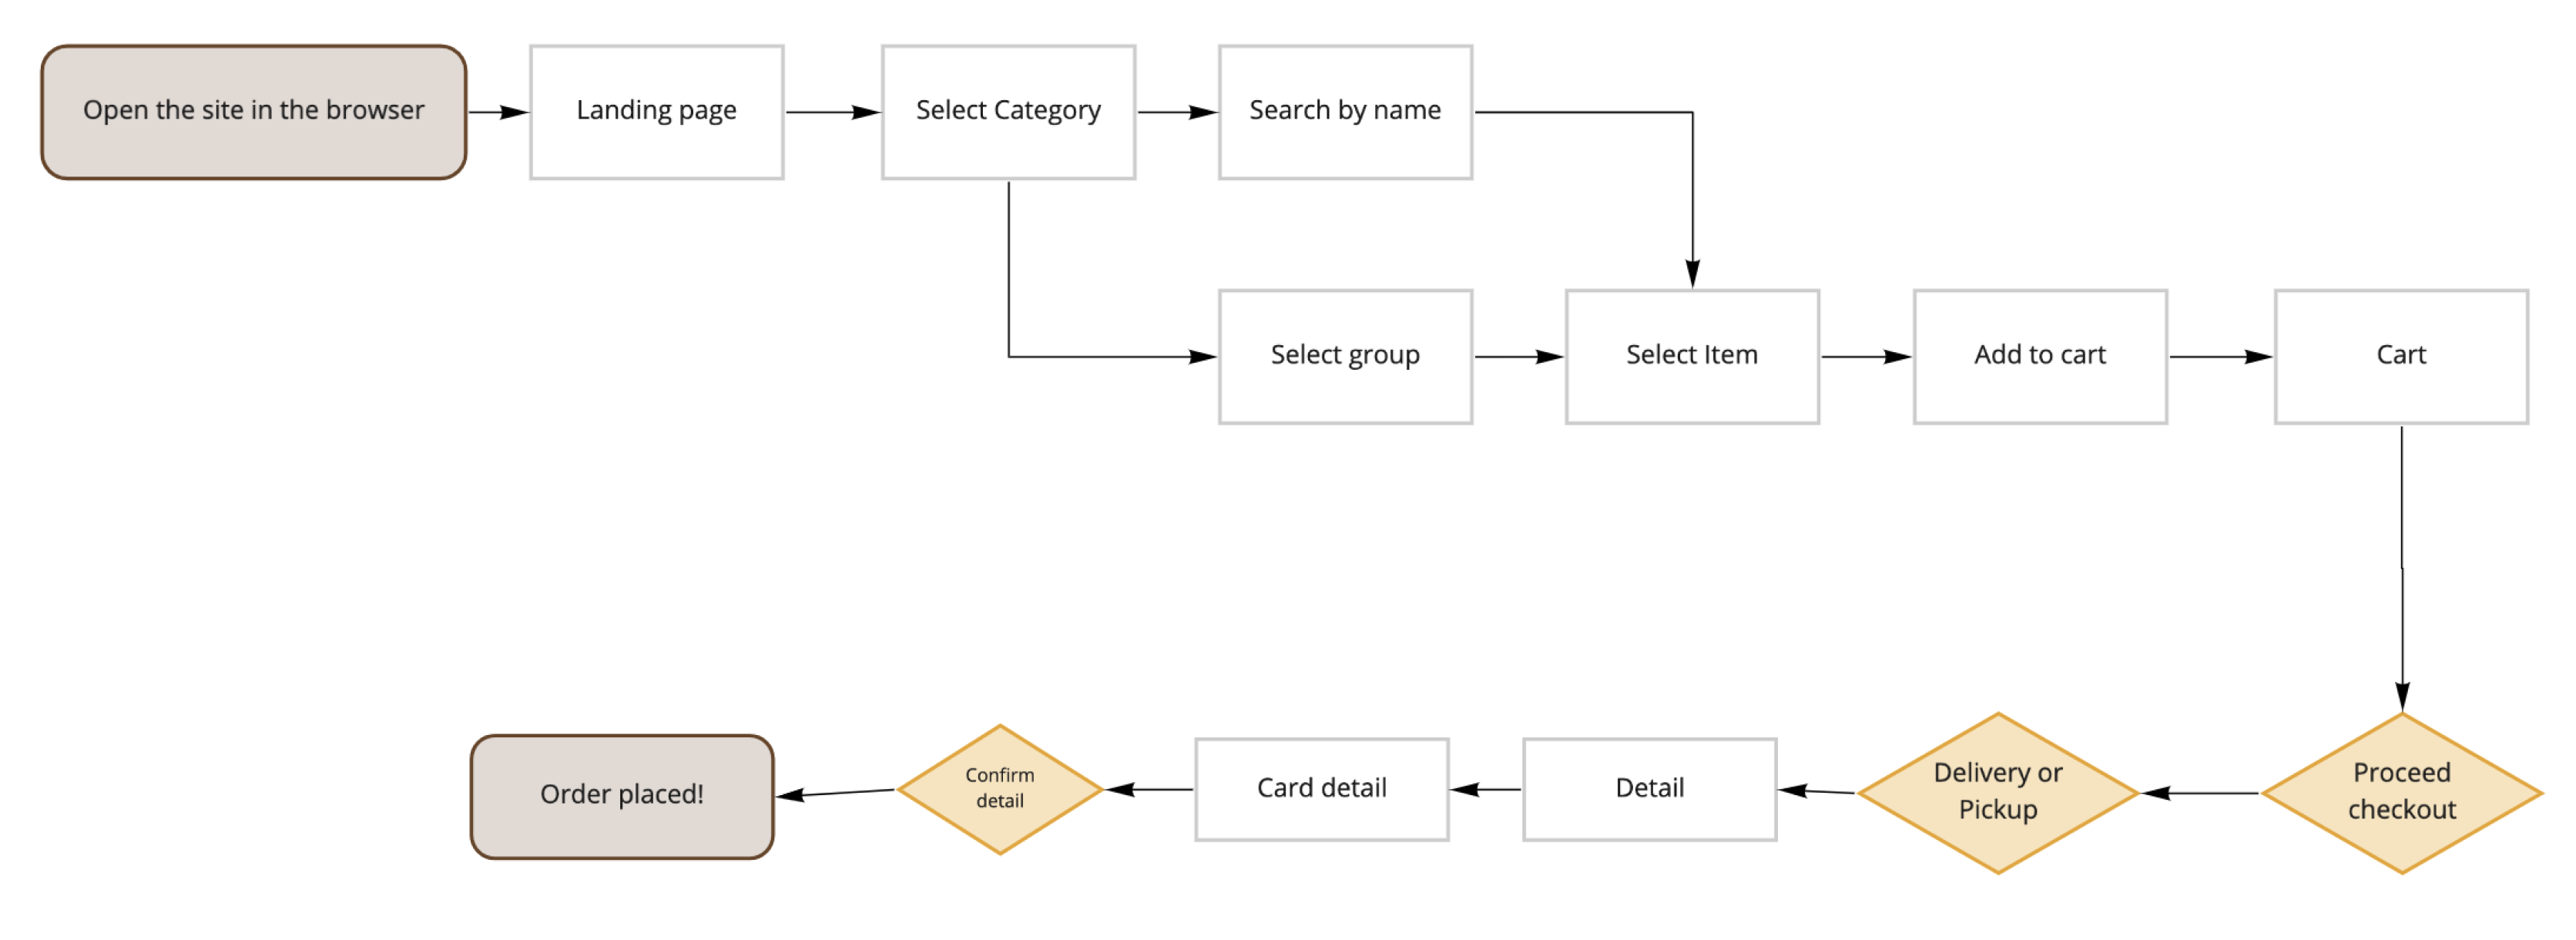 Open the site in the browser
Landing page
Select Category
Search by name
Select group
Select Item
Add to cart
Cart
Proceed
checkout
Delivery or
Pickup
Detail
Card detail
Confirm
detail
Order placed!